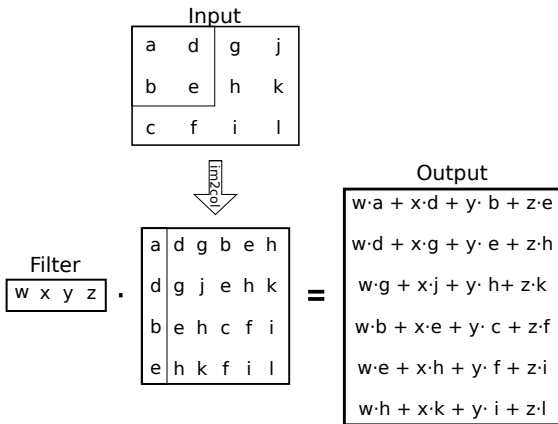 Input
a d g j
b e h k
c f i l
im2col
Filter
w x y z
·
a d g b e h
d g j e h k
b e h c f i
e h k f i l
=
Output
w·a + x·d + y· b + z·e
w·d + x·g + y· e + z·h
w·g + x·j + y· h+ z·k
w·b + x·e + y· c + z·f
w·e + x·h + y· f + z·i
w·h + x·k + y· i + z·l